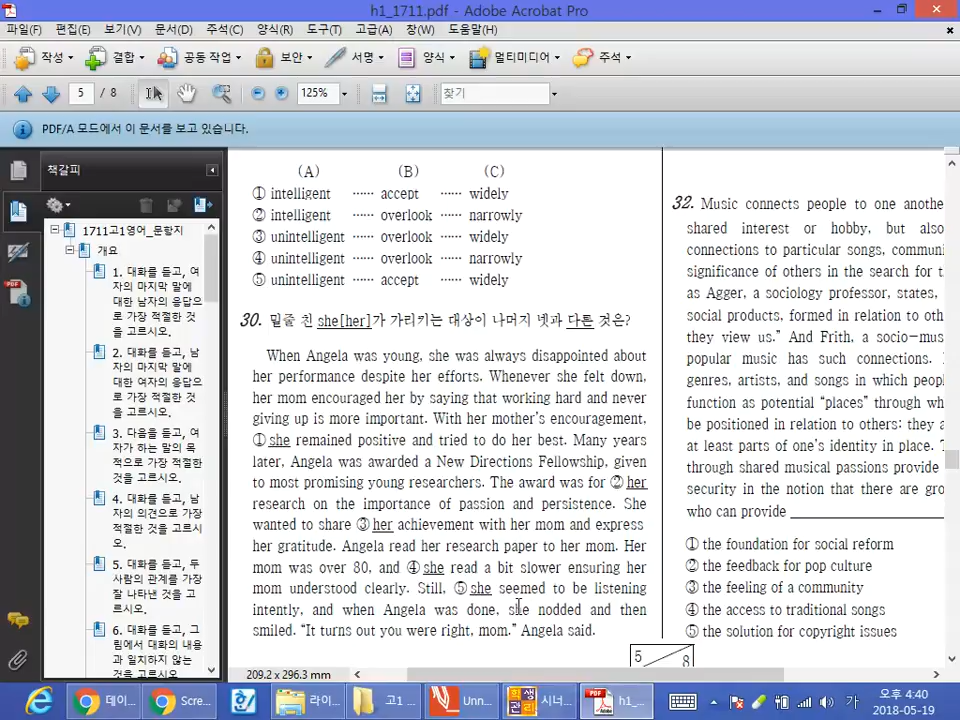 h1_1711.pdf - Adobe Acrobat Pro
파일(F) 편집(E) 보기(V) 문서(D) 주석(C) 양식(R) 도구(T) 고급(A) 창(W) 도움말(H)
작성 결합 공동 작업 보안 서명 양식 멀티미디어 주석
5 / 8 125% 찾기
PDF/A 모드에서 이 문서를 보고 있습니다.
책갈피
1711고1영어_문항지
개요
1. 대화를 듣고, 여
자의 마지막 말에
대한 남자의 응답으
로 가장 적절한 것
을 고르시오.
2. 대화를 듣고, 남
자의 마지막 말에
대한 여자의 응답으
로 가장 적절한 것
을 고르시오.
3. 다음을 듣고, 여
자가 하는 말의 목
적으로 가장 적절한
것을 고르시오.
4. 대화를 듣고, 남
자의 의견으로 가장
적절한 것을 고르시
오.
5. 대화를 듣고, 두
사람의 관계를 가장
잘 나타낸 것을 고
르시오.
6. 대화를 듣고, 그
림에서 대화의 내용
과 일치하지 않는
것을 고르시오.
(A) (B) (C)
① intelligent ······ accept ······ widely
② intelligent ······ overlook ······ narrowly
③ unintelligent ······ overlook ······ widely
④ unintelligent ······ overlook ······ narrowly
⑤ unintelligent ······ accept ······ widely
30. 밑줄 친 she[her]가 가리키는 대상이 나머지 넷과 다른 것은?
When Angela was young, she was always disappointed about
her performance despite her efforts. Whenever she felt down,
her mom encouraged her by saying that working hard and never
giving up is more important. With her mother's encouragement,
① she remained positive and tried to do her best. Many years
later, Angela was awarded a New Directions Fellowship, given
to most promising young researchers. The award was for ② her
research on the importance of passion and persistence. She
wanted to share ③ her achievement with her mom and express
her gratitude. Angela read her research paper to her mom. Her
mom was over 80, and ④ she read a bit slower ensuring her
mom understood clearly. Still, ⑤ she seemed to be listening
intently, and when Angela was done, she nodded and then
smiled. “It turns out you were right, mom.” Angela said.
32. Music connects people to one anothe
shared interest or hobby, but also
connections to particular songs, communi
significance of others in the search for t
as Agger, a sociology professor, states,
social products, formed in relation to oth
they view us.” And Frith, a socio-mus
popular music has such connections.
genres, artists, and songs in which peop
function as potential “places” through wh
be positioned in relation to others: they a
at least parts of one's identity in place. T
through shared musical passions provide
security in the notion that there are gro
who can provide
① the foundation for social reform
② the feedback for pop culture
③ the feeling of a community
④ the access to traditional songs
⑤ the solution for copyright issues
5 8
209.2 x 296.3 mm
데이... Scre... 라이... 고1 ... Unn... 학생관리 시너... h1_... 가 오후 4:40
2018-05-19